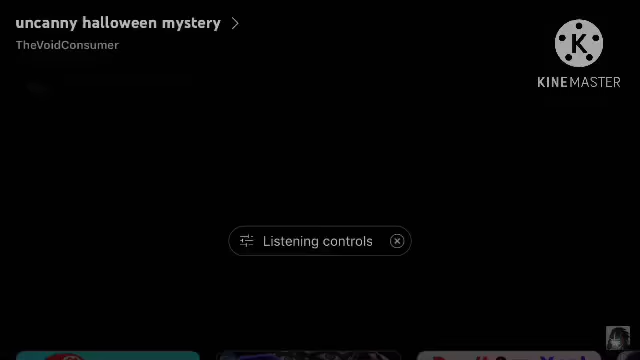 uncanny halloween mystery
TheVoidConsumer
K
KINEMASTER
Listening controls